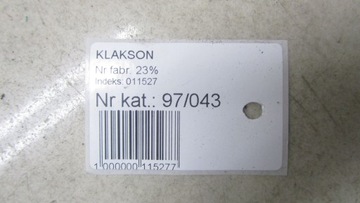 KLAKSON
Nr fabr. 23%
Indeks: 011527
Nr kat.: 97/043
1 000000 115277